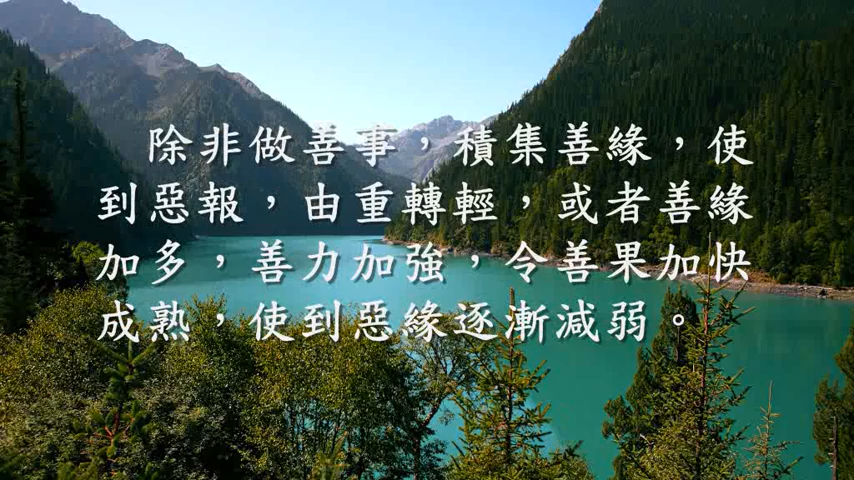 除非做善事，積集善緣，使
到惡報，由重轉輕，或者善緣
加多，善力加強，令善果加快
成熟，使到惡緣逐漸減弱。